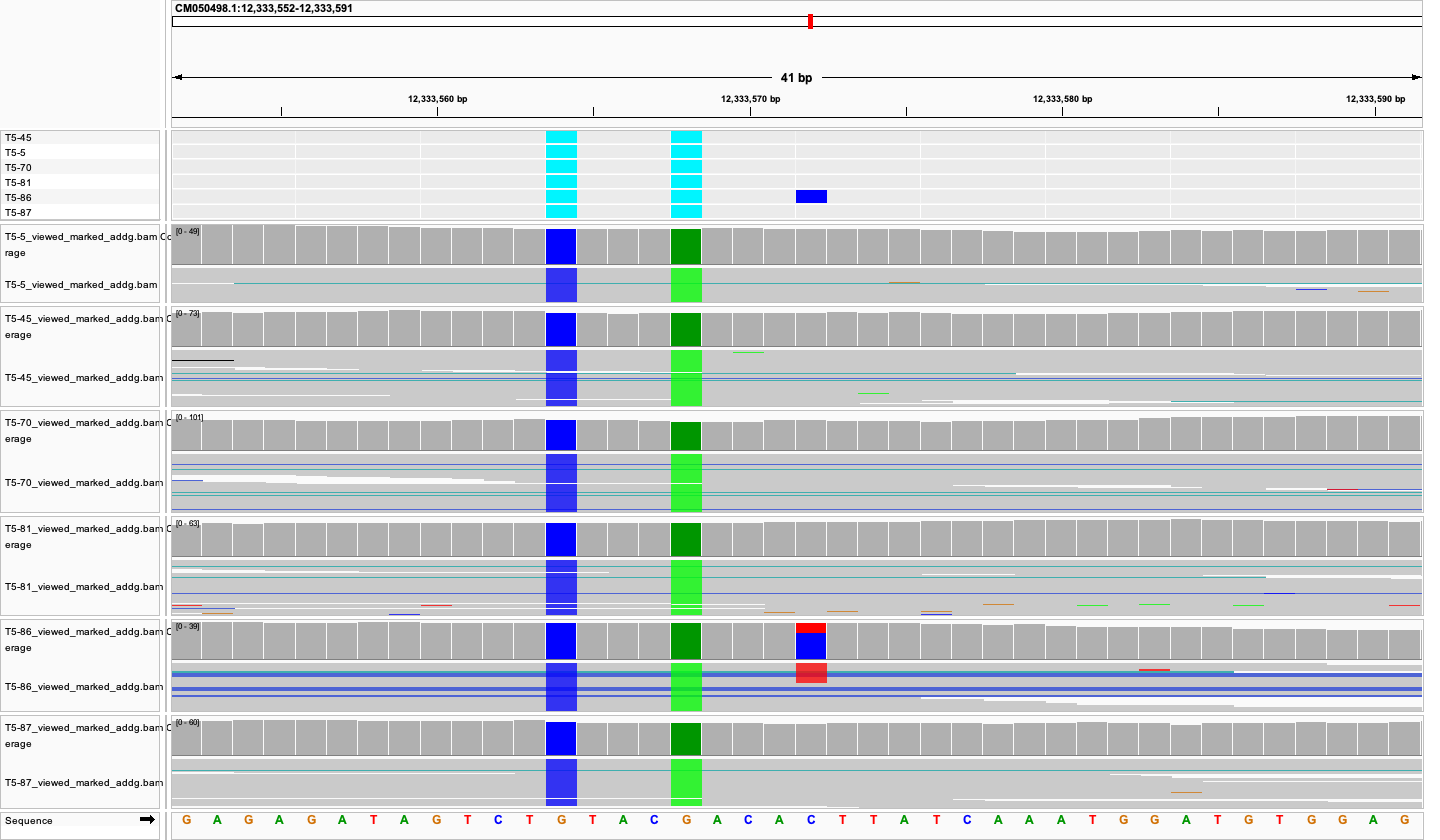 CM050498.1:12,333,552-12,333,591
41 bp
12,333,560 bp 12,333,570 bp 12,333,580 bp 12,333,590 bp
T5-45
T5-5
T5-70
T5-81
T5-86
T5-87
T5-5_viewed_marked_addg.bam Co
rage
[0 - 49]
T5-5_viewed_marked_addg.bam
T5-45_viewed_marked_addg.bam C
erage
[0 - 73]
T5-45_viewed_marked_addg.bam
T5-70_viewed_marked_addg.bam C
erage
[0 - 101]
T5-70_viewed_marked_addg.bam
T5-81_viewed_marked_addg.bam C
erage
[0 - 63]
T5-81_viewed_marked_addg.bam
T5-86_viewed_marked_addg.bam C
erage
[0 - 39]
T5-86_viewed_marked_addg.bam
T5-87_viewed_marked_addg.bam C
erage
[0 - 60]
T5-87_viewed_marked_addg.bam
Sequence G A G A G A T A G T C T G T A C G A C A C T T A T C A A A T G G A T G T G G A G